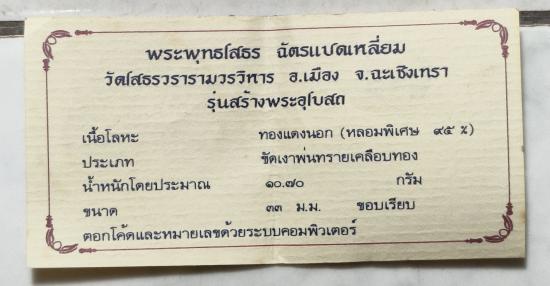 พระพุทธโสธร ฉัตรแปดเหลี่ยม
วัดโสธรวรารามวรวิหาร อ.เมือง จ.ฉะเชิงเทรา
รุ่นสร้างพระอุโบสถ
เนื้อโลหะ ทองแดงนอก (หลอมพิเศษ ๙๕ %)
ประเภท ขัดเงาพ่นทรายเคลือบทอง
น้ำหนักโดยประมาณ ๑๐.๗๐ กรัม
ขนาด ๓๓ ม.ม. ขอบเรียบ
ตอกโค้ดและหมายเลขด้วยระบบคอมพิวเตอร์